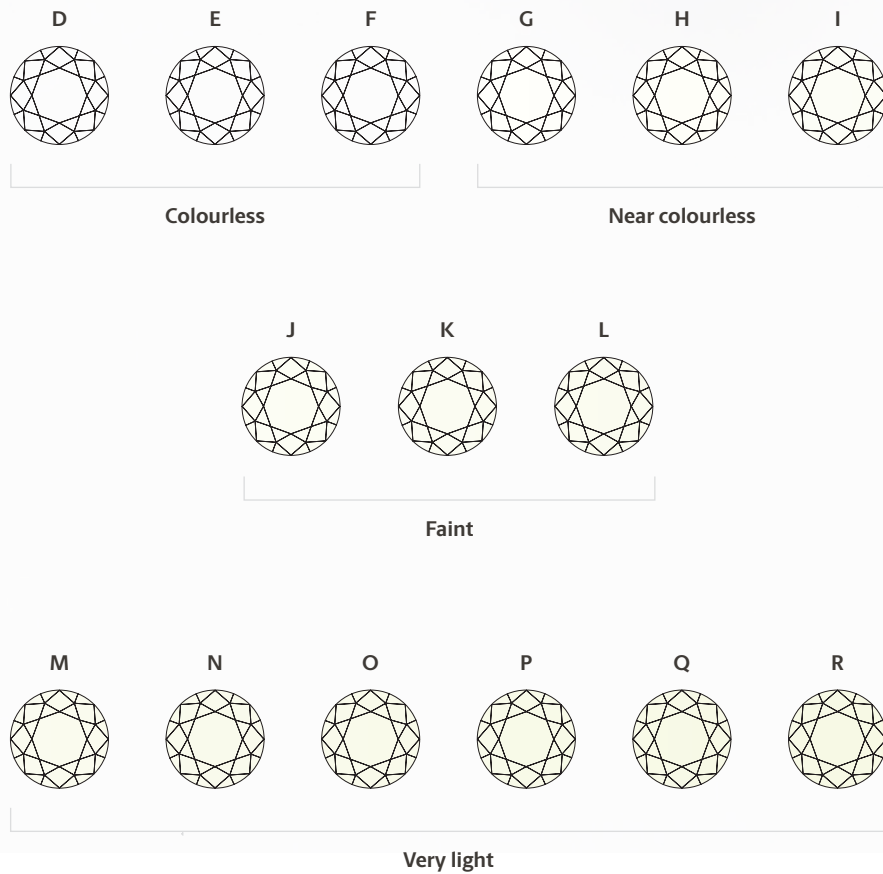 D E F G H I
Colourless Near colourless
J K L
Faint
M N O P Q R
Very light